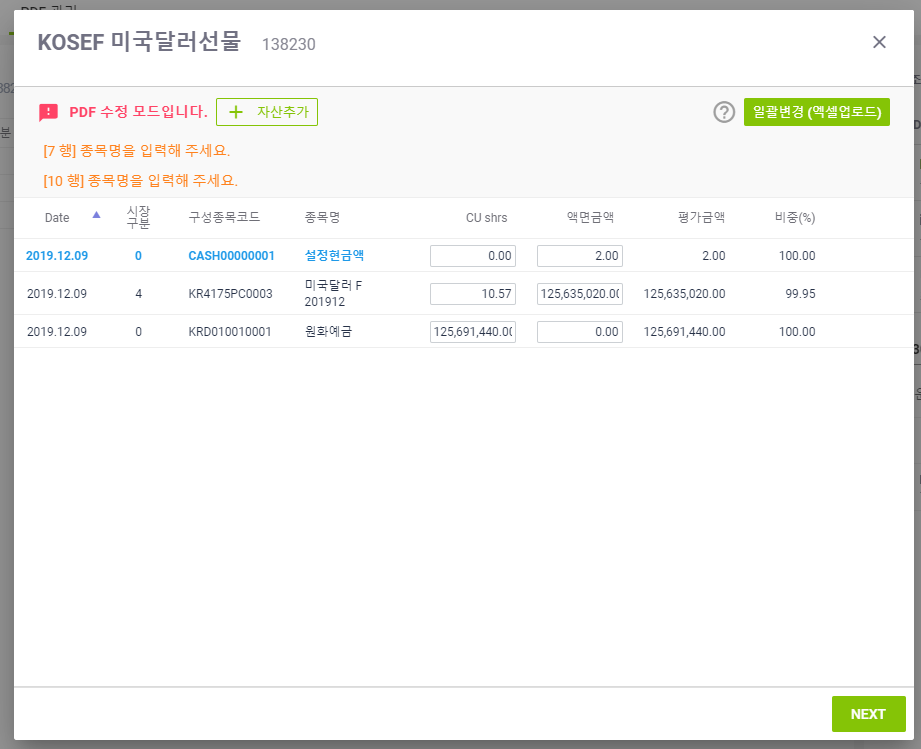 KOSEF 미국달러선물 138230
PDF 수정 모드입니다. + 자산추가 ? 일괄변경 (엑셀업로드)
[7 행] 종목명을 입력해 주세요.
[10 행] 종목명을 입력해 주세요.
Date 시장 구분 구성종목코드 종목명 CU shrs 액면금액 평가금액 비중(%)
2019.12.09 0 CASH00000001 설정현금액 0.00 2.00 2.00 100.00
2019.12.09 4 KR4175PC0003 미국달러 F 201912 10.57 125,635,020.00 125,635,020.00 99.95
2019.12.09 0 KRD010010001 원화예금 125,691,440.00 0.00 125,691,440.00 100.00
NEXT